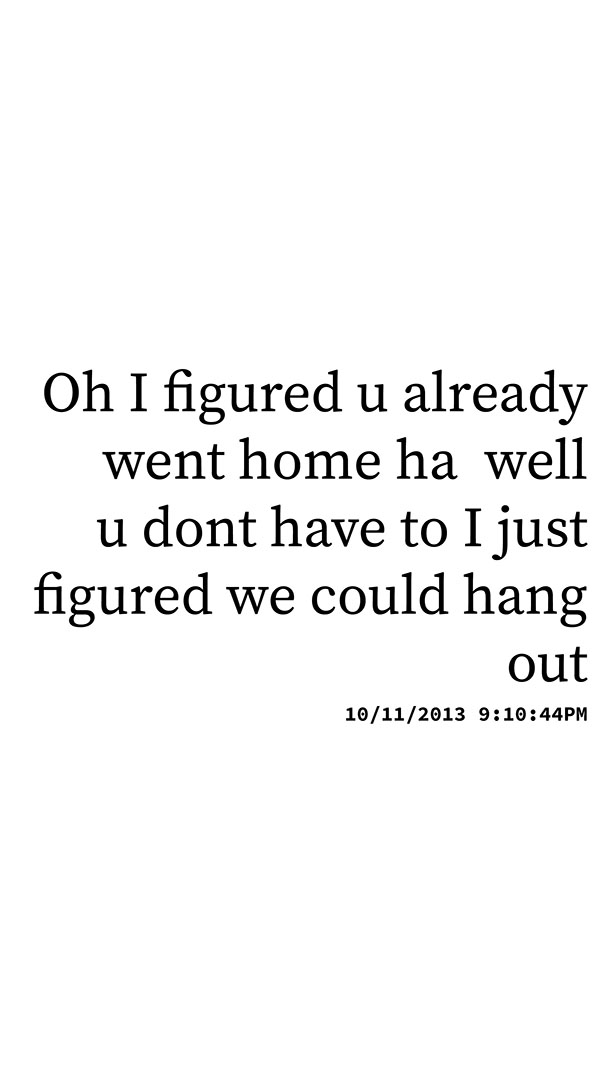 Oh I figured u already
went home ha  well
u dont have to I just
figured we could hang
out
10/11/2013 9:10:44PM